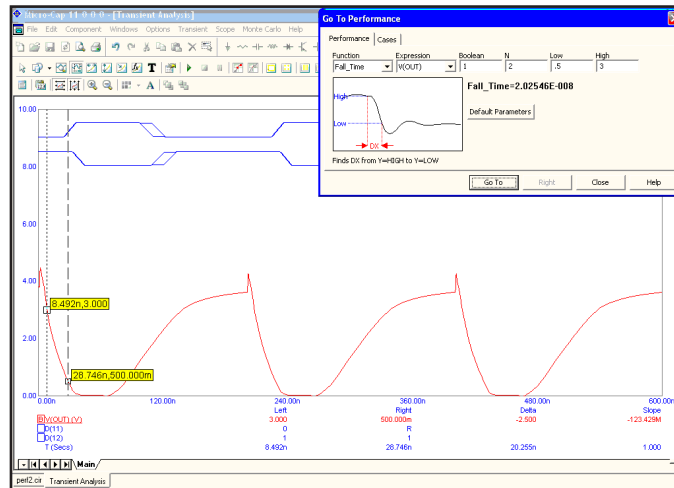 Micro-Cap 11-0-0-0 - [Transient Analysis]
File Edit Component Windows Options Transient Scope Monte Carlo Help
Go To Performance
Performance Cases
Function Expression Boolean N Low High
Fall_Time V(OUT) 1 2 .5 3
Fall_Time=2.02546E-008
High
Low
DX
Default Parameters
Finds DX from Y=HIGH to Y=LOW
Go To Right Close Help
10.00
8.00
6.00
4.00
2.00
0.00
8.492n,3.000
28.746n,500.000m
0.00n 120.00n 240.00n 360.00n 480.00n 600.00n
Left Right Delta Slope
V(OUT) (V) 3.000 500.000m -2.500 -123.429M
D(11) 0 R
D(12) 1 1
T (Secs) 8.492n 28.746n 20.255n 1.000
Main
perf2.cir Transient Analysis